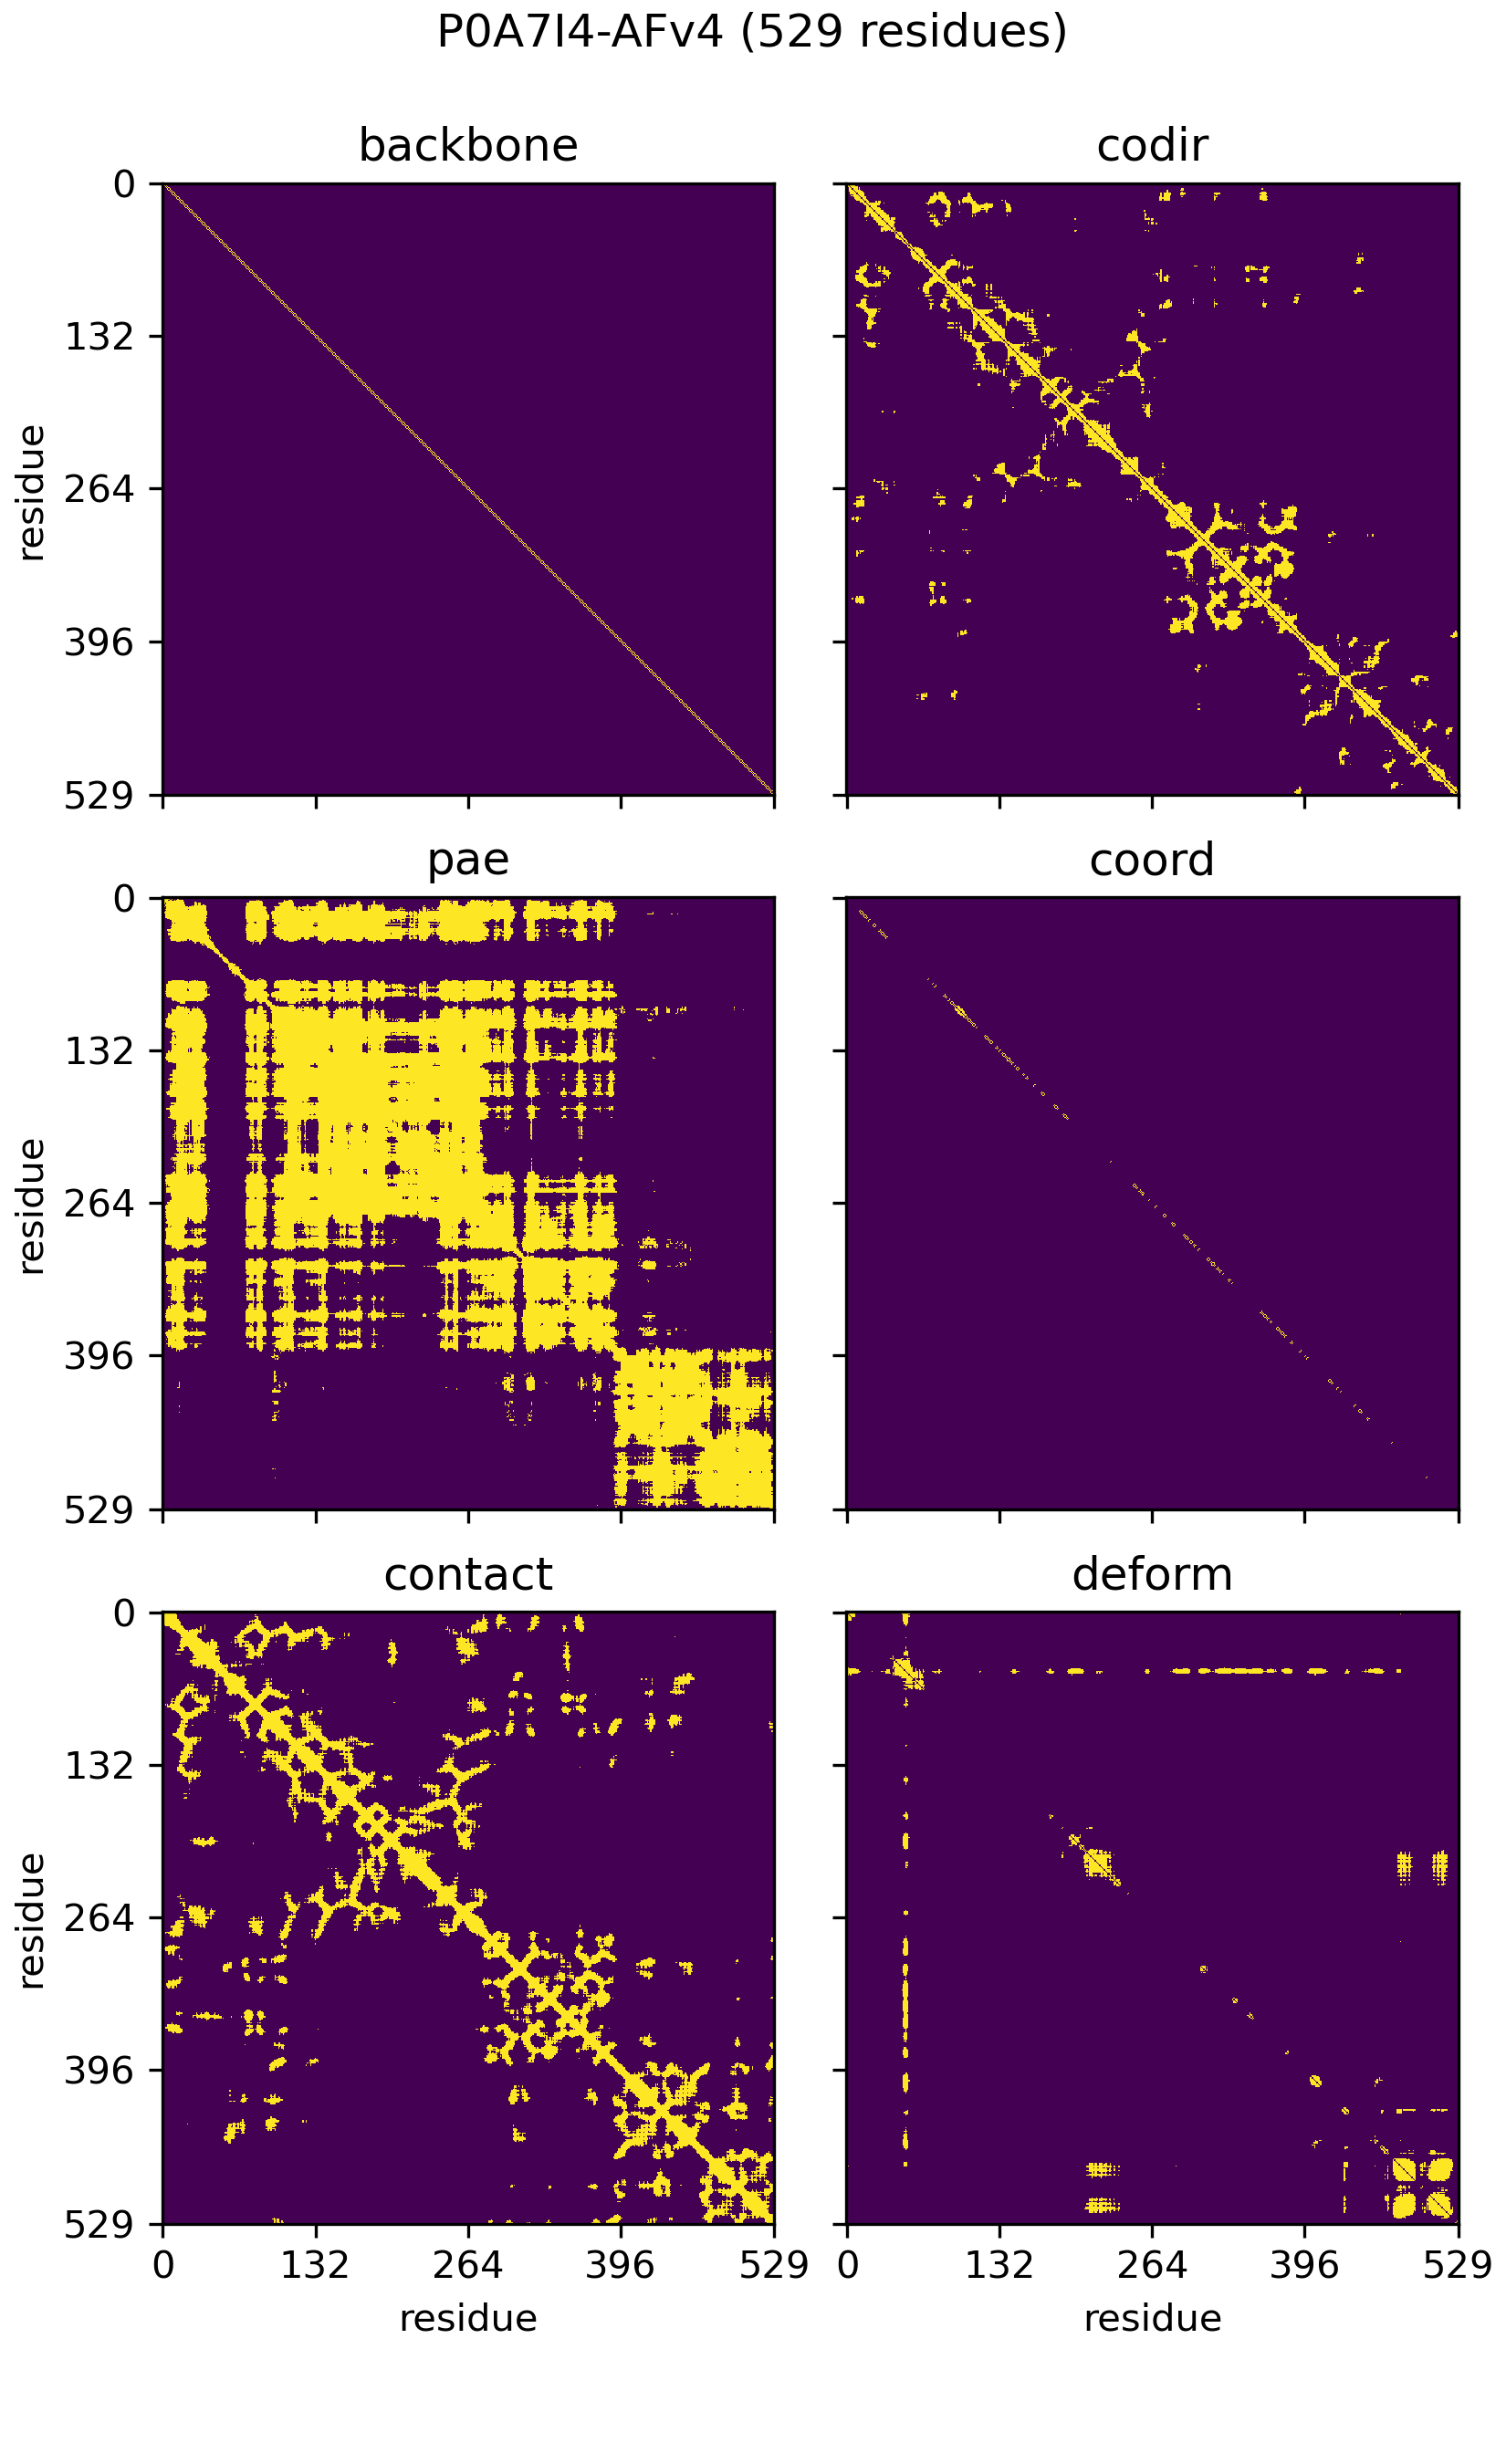 P0A7I4-AFv4 (529 residues)
backbone
codir
0
132
264
396
529
residue
pae
coord
0
132
264
396
529
residue
contact
deform
0
132
264
396
529
residue
0 132 264 396 529
0 132 264 396 529
residue
residue